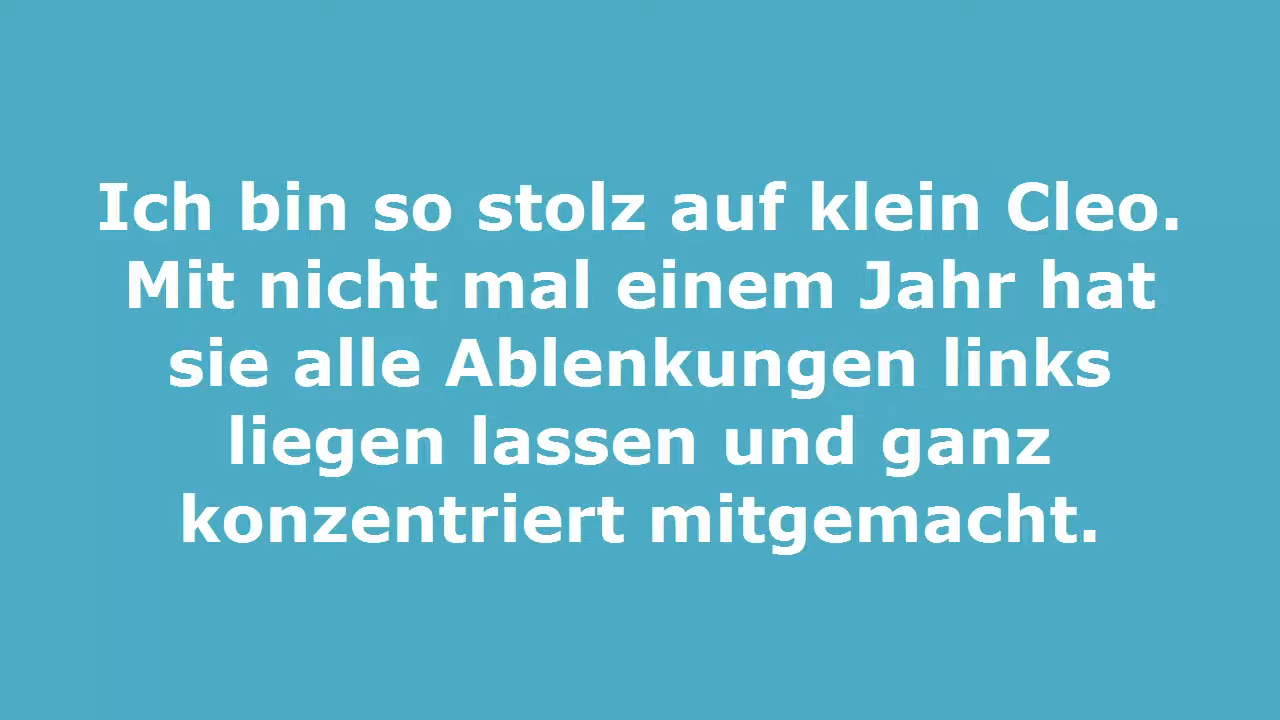 Ich bin so stolz auf klein Cleo.
Mit nicht mal einem Jahr hat
sie alle Ablenkungen links
liegen lassen und ganz
konzentriert mitgemacht.